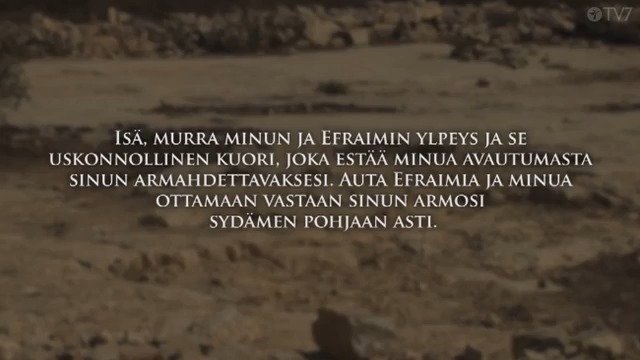 TV7
Isä, murra minun ja Efraimin ylpeys ja se
uskonnollinen kuori, joka estää minua avautumasta
sinun armahdettavaksesi. Auta Efraimia ja minua
ottamaan vastaan sinun armosi
sydämen pohjaan asti.